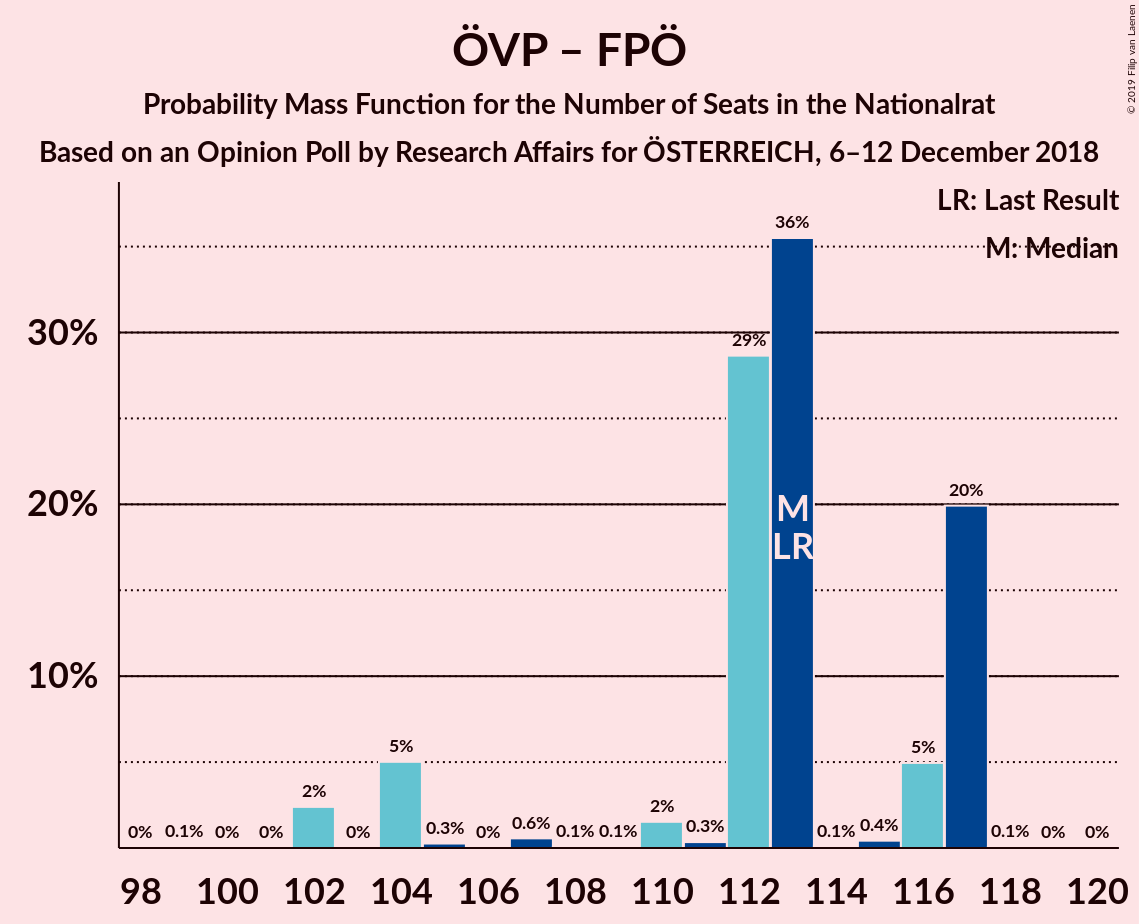 ÖVP – FPÖ
Probability Mass Function for the Number of Seats in the Nationalrat
Based on an Opinion Poll by Research Affairs for ÖSTERREICH, 6–12 December 2018
© 2019 Filip van Laenen
LR: Last Result
M: Median
30%
20%
10%
0%
0.1%
0%
0%
2%
0%
5%
0.3%
0%
0.6%
0.1%
0.1%
2%
0.3%
29%
36%
0.1%
0.4%
5%
20%
0.1%
0%
0%
M
LR
98 100 102 104 106 108 110 112 114 116 118 120